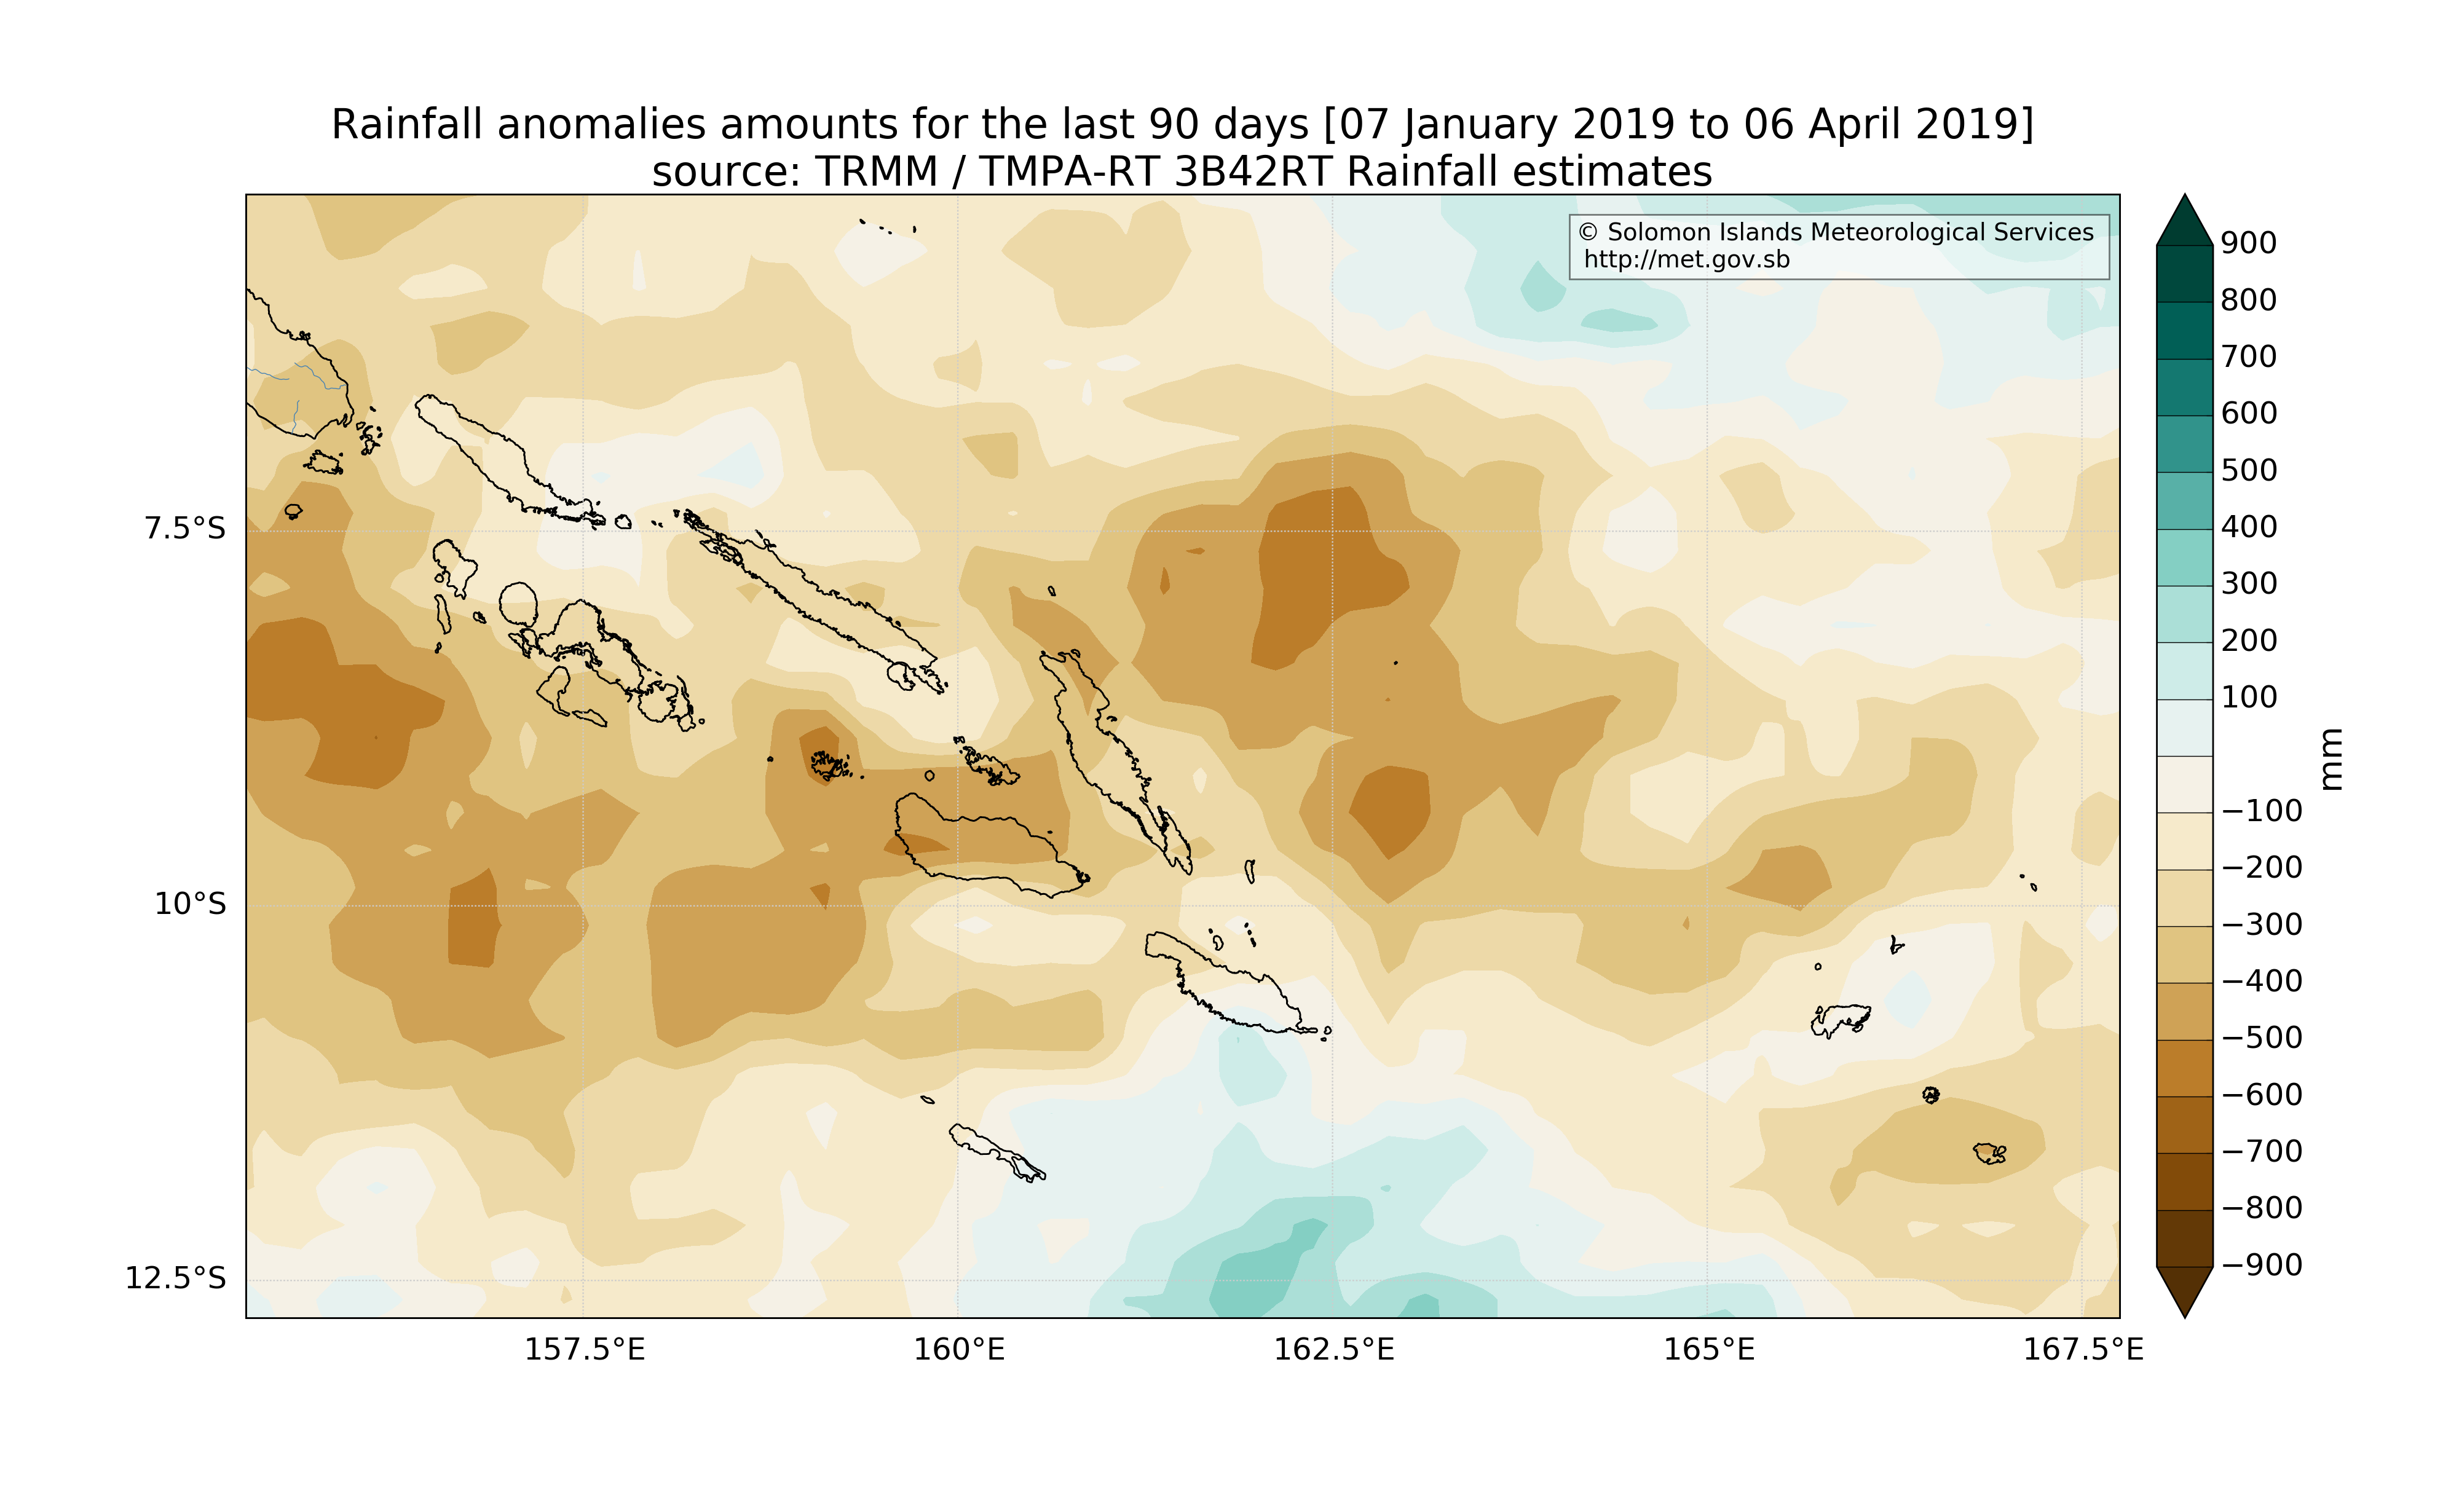 Rainfall anomalies amounts for the last 90 days [07 January 2019 to 06 April 2019]
source: TRMM / TMPA-RT 3B42RT Rainfall estimates
© Solomon Islands Meteorological Services
http://met.gov.sb
7.5°S
10°S
12.5°S
157.5°E
160°E
162.5°E
165°E
167.5°E
900
800
700
600
500
400
300
200
100
−100
−200
−300
−400
−500
−600
−700
−800
−900
mm